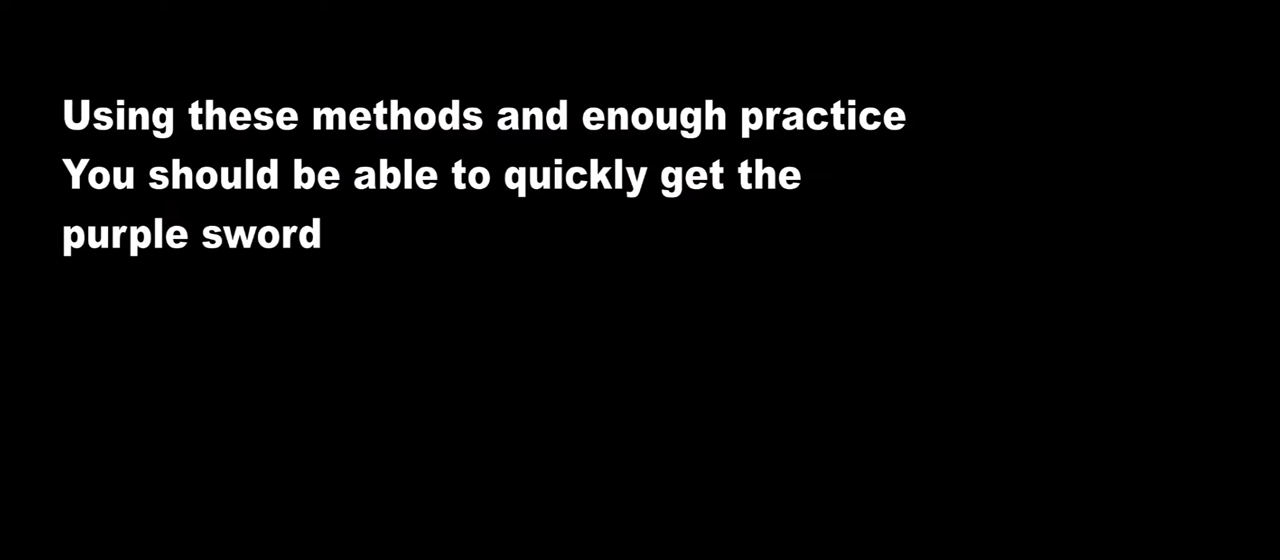 Using these methods and enough practice
You should be able to quickly get the
purple sword